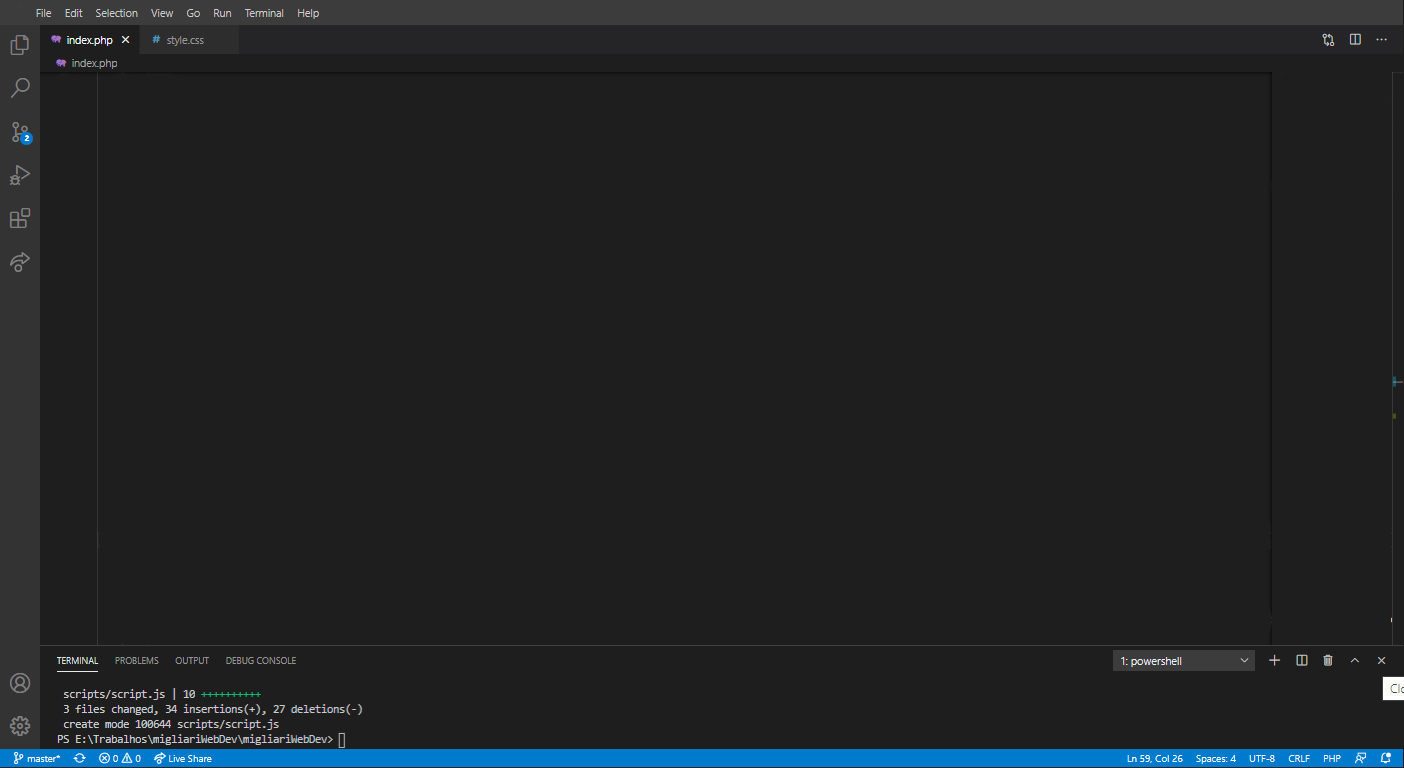 File Edit Selection View Go Run Terminal Help
index.php style.css
index.php
2
TERMINAL PROBLEMS OUTPUT DEBUG CONSOLE 1: powershell
scripts/script.js | 10 ++++++++++
3 files changed, 34 insertions(+), 27 deletions(-)
create mode 100644 scripts/script.js
PS E:\Trabalhos\migliariWebDev\migliariWebDev>
master* 0 0 Live Share Ln 59, Col 26 Spaces: 4 UTF-8 CRLF PHP